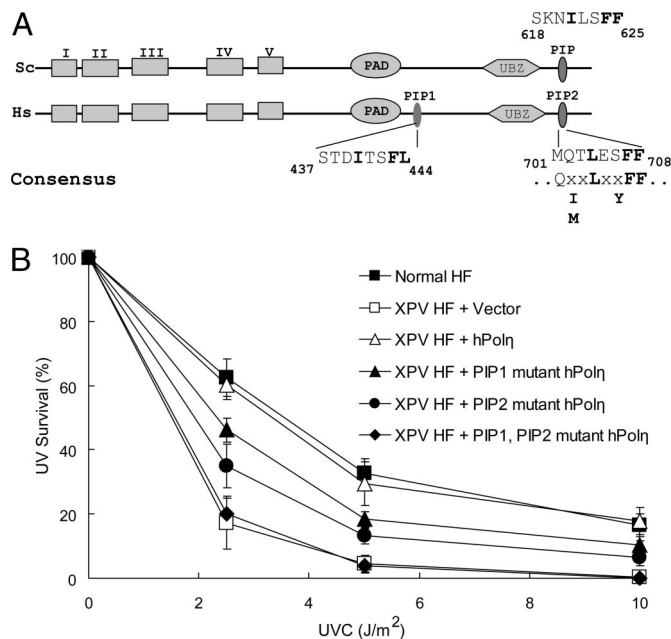 A
SKNILSFF
618 625
I II III IV V PIP
Sc PAD UBZ
Hs PAD PIP1 UBZ PIP2
STDITSFL MQTLESFF
437 444 701 708
Consensus ..QxxLxxFF...
I Y
M
B
UV Survival (%)
100
80
60
40
20
0
0 2 4 6 8 10
UVC (J/m²)
Normal HF
XPV HF + Vector
XPV HF + hPolη
XPV HF + PIP1 mutant hPolη
XPV HF + PIP2 mutant hPolη
XPV HF + PIP1, PIP2 mutant hPolη